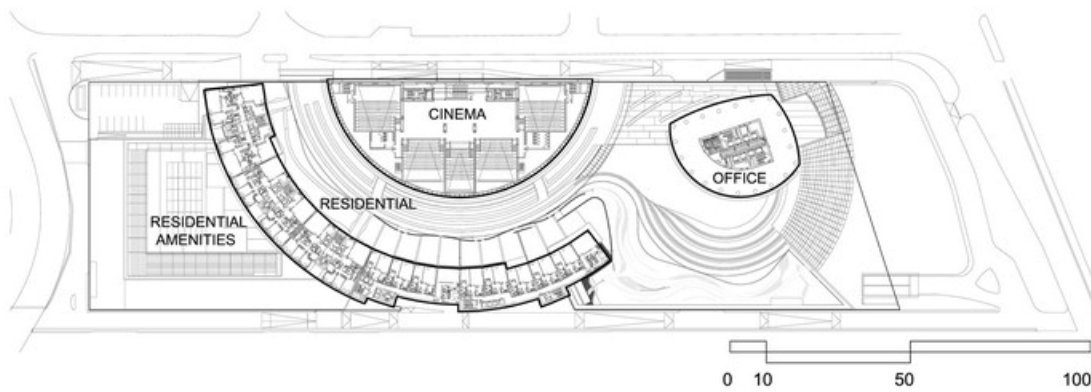 CINEMA
RESIDENTIAL
OFFICE
RESIDENTIAL
AMENITIES
0 10 50 100